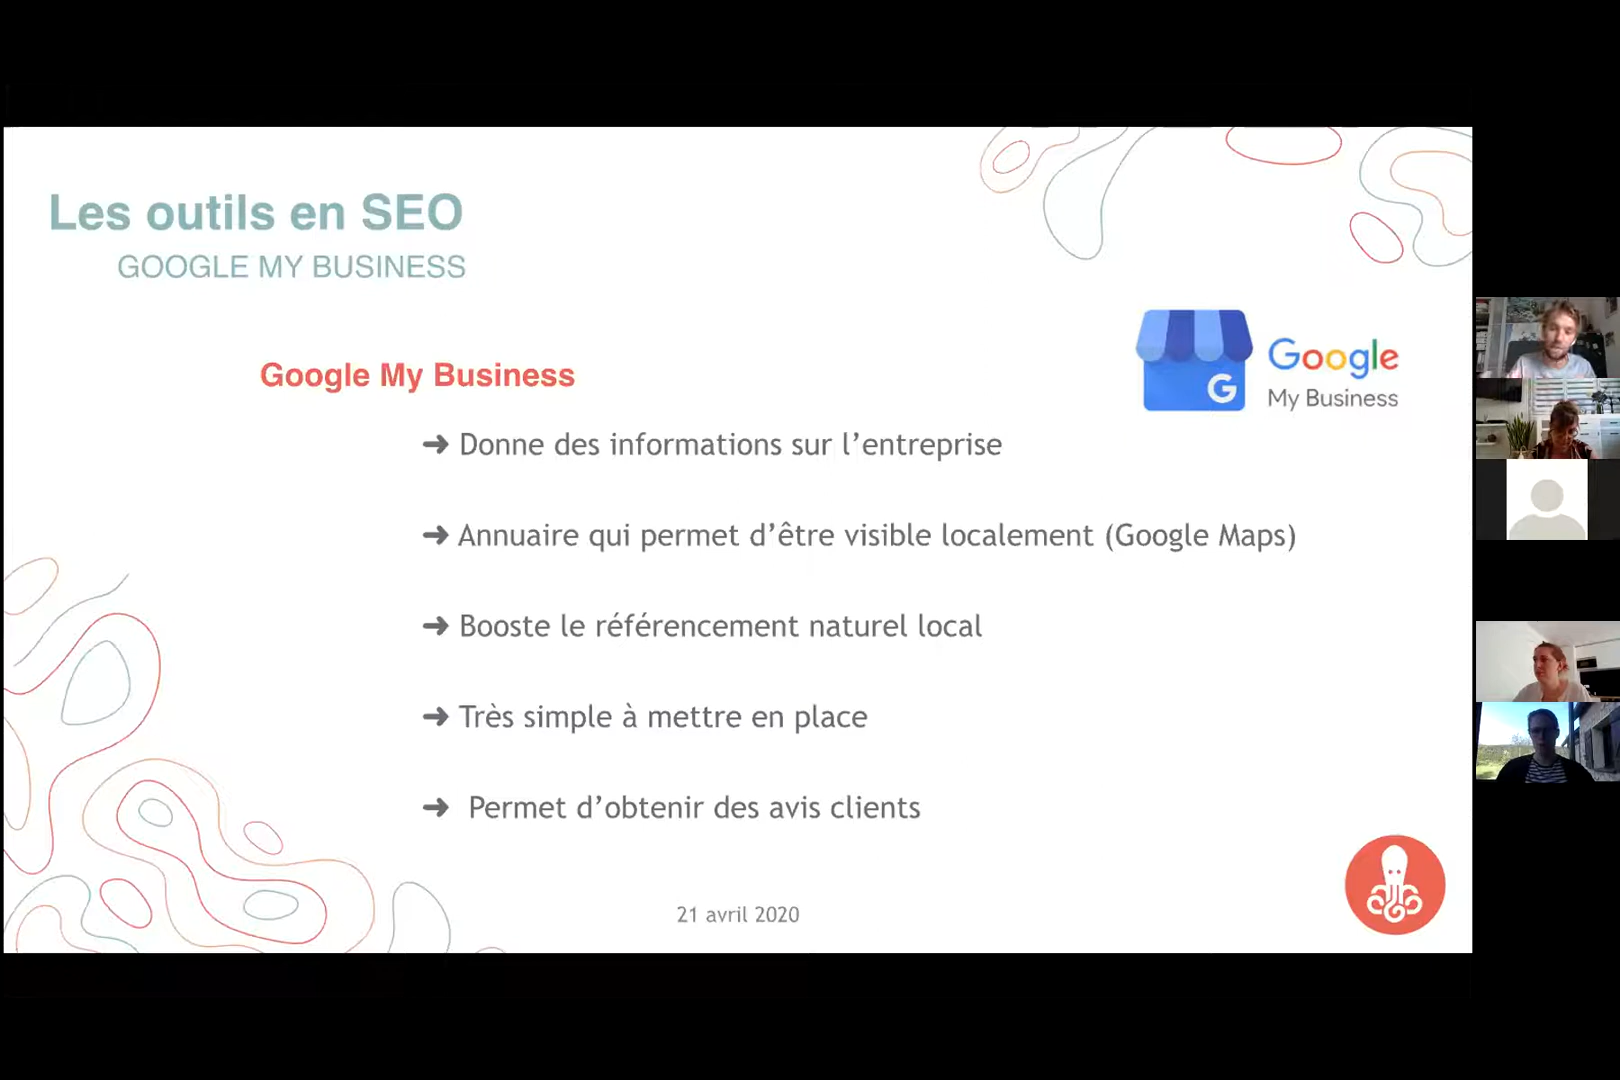 Les outils en SEO
GOOGLE MY BUSINESS
Google My Business
Google
My Business
➜ Donne des informations sur l’entreprise
➜ Annuaire qui permet d’être visible localement (Google Maps)
➜ Booste le référencement naturel local
➜ Très simple à mettre en place
➜ Permet d’obtenir des avis clients
21 avril 2020